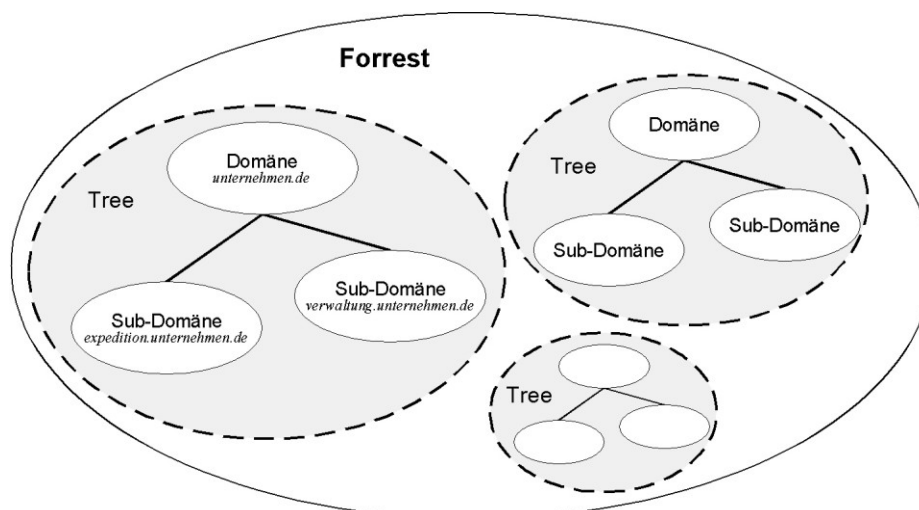 Forrest
Domäne
unternehmen.de
Tree
Sub-Domäne
expedition.unternehmen.de
Sub-Domäne
verwaltung.unternehmen.de
Domäne
Tree
Sub-Domäne
Sub-Domäne
Tree